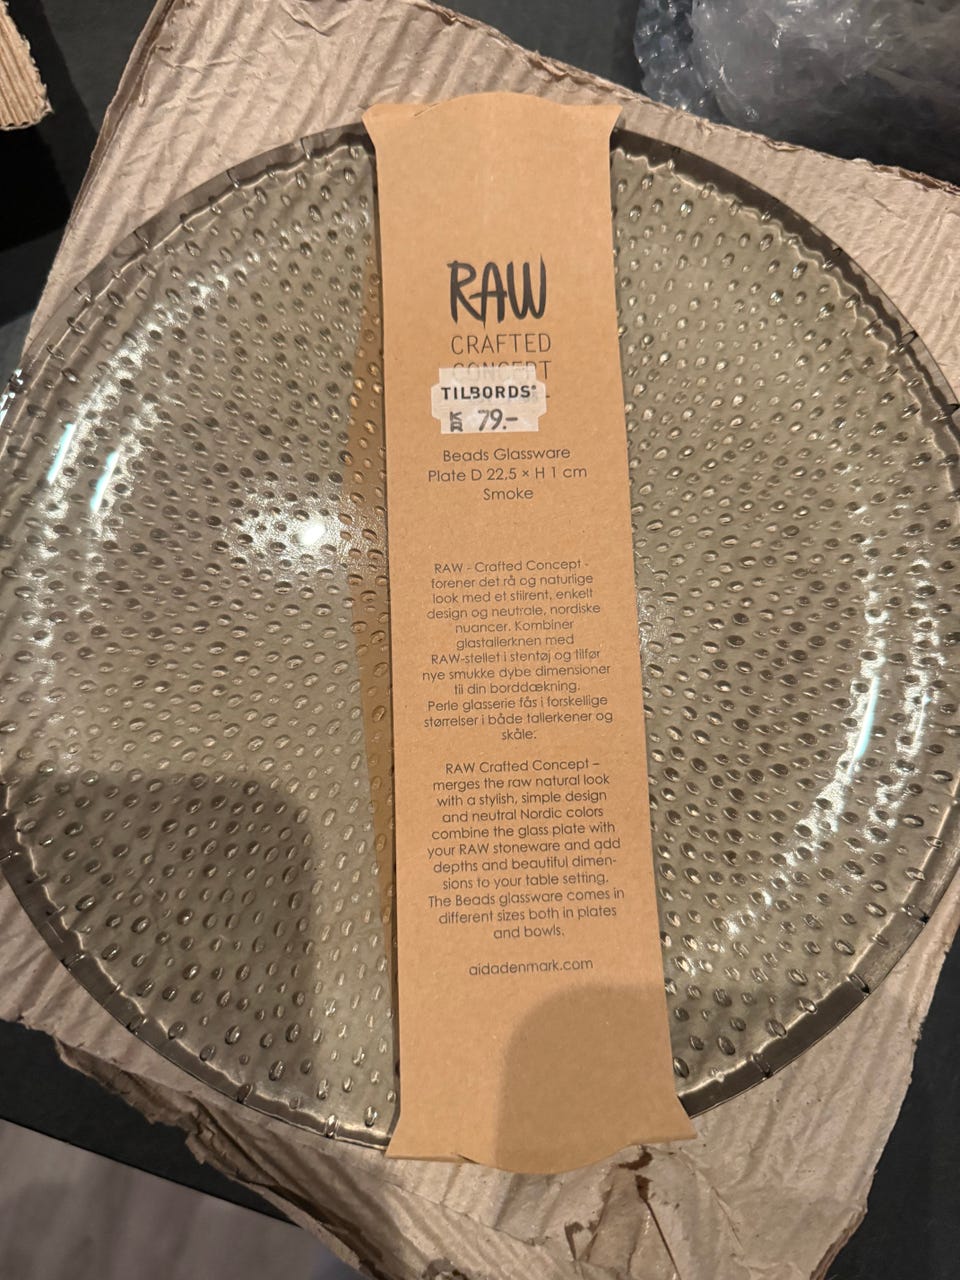 RAW
CRAFTED
CONCEPT
TILBORDS®
KR 79.-
Beads Glassware
Plate D 22,5 × H 1 cm
Smoke
RAW - Crafted Concept -
forener det rå og naturlige
look med et stilrent, enkelt
design og neutrale, nordiske
nuancer. Kombiner
glastallerknen med
RAW-stellet i stentøj og tilfør
nye smukke dybe dimensioner
til din borddækning.
Perle glasserie fås i forskellige
størrelser i både tallerkener og
skåle.
RAW Crafted Concept –
merges the raw natural look
with a stylish, simple design
and neutral Nordic colors
combine the glass plate with
your RAW stoneware and add
depths and beautiful dimen-
sions to your table setting.
The Beads glassware comes in
different sizes both in plates
and bowls.
aidadenmark.com